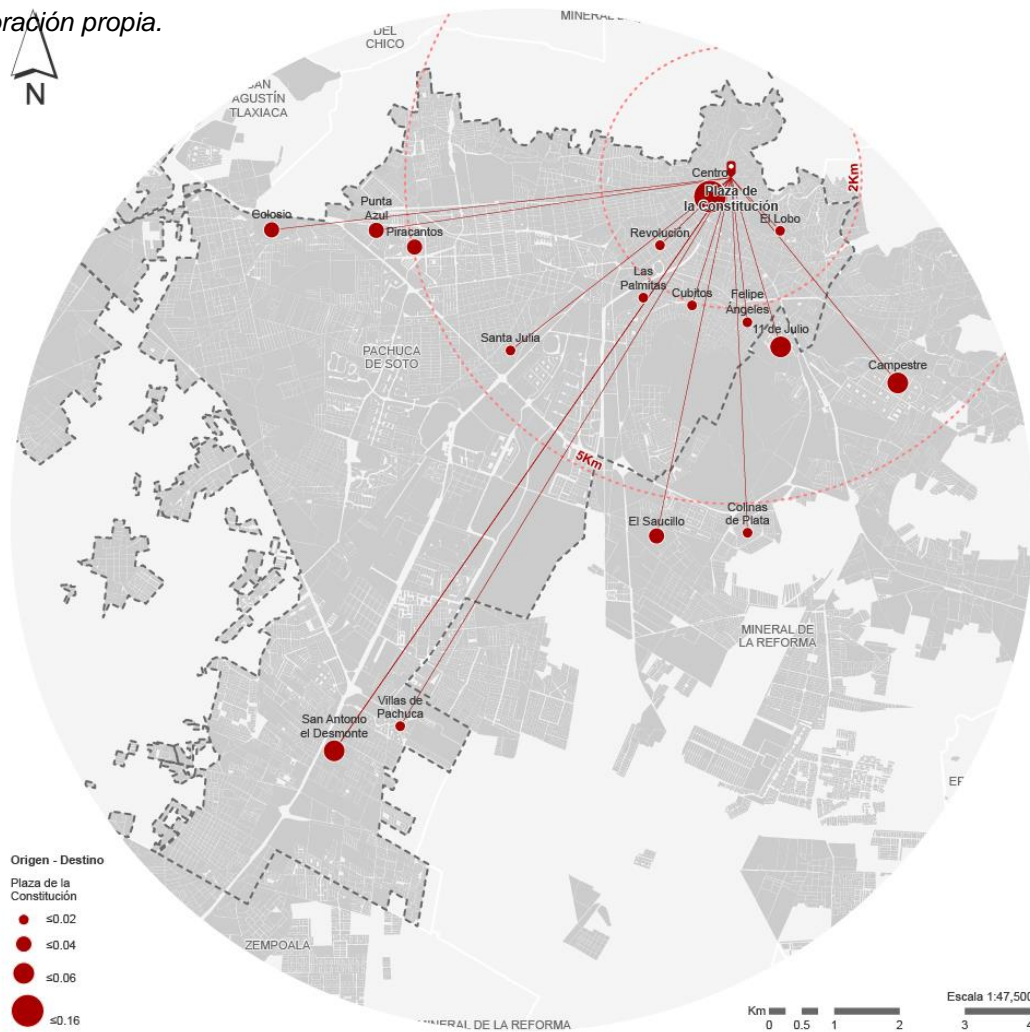 oración propia.
N
MINERAL
DEL
CHICO
SAN
AGUSTÍN
TLAXIACA
2Km
Centro
Plaza de
la Constitución
Colosio
Punta
Azul
Piracantos
Revolución
El Lobo
Las
Palmitas
Cubitos
Felipe
Ángeles
11 de Julio
Santa Julia
PACHUCA
DE SOTO
Campestre
5Km
El Saucillo
Colinas
de Plata
MINERAL DE
LA REFORMA
San Antonio
el Desmonte
Villas de
Pachuca
Origen - Destino
Plaza de la
Constitución
≤0.02
≤0.04
≤0.06
≤0.16
ZEMPOALA
MINERAL DE LA REFORMA
Escala 1:47,500
Km
0 0.5 1 2 3 4